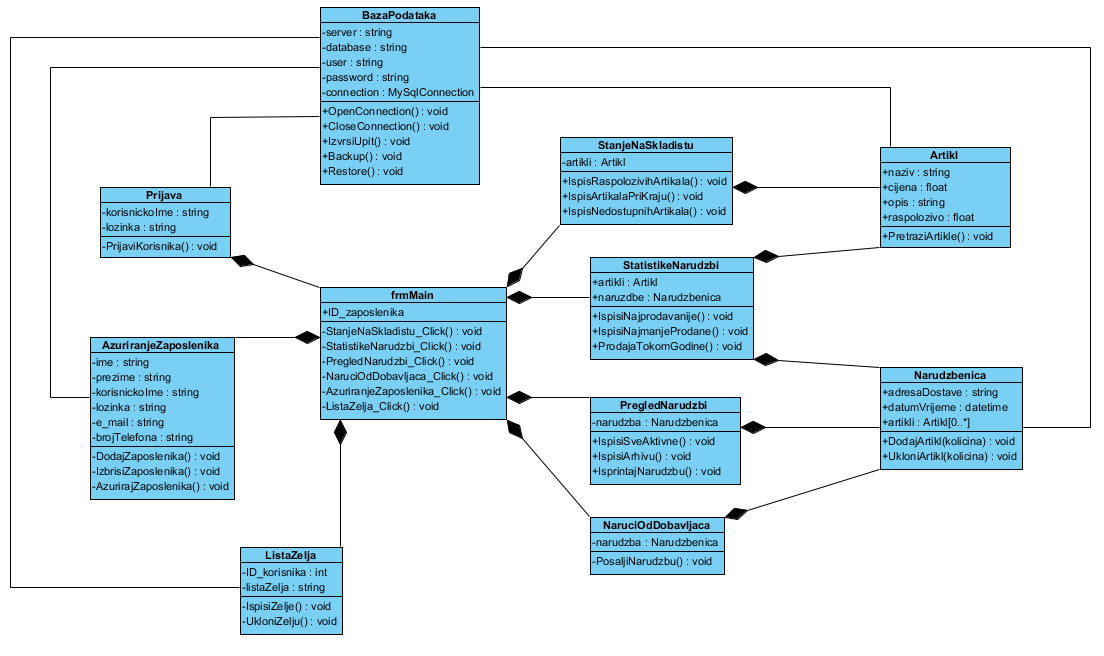 BazaPodataka
-server : string
-database : string
-user : string
-password : string
-connection : MySqlConnection
+OpenConnection() : void
+CloseConnection() : void
+IzvrsiUpit() : void
+Backup() : void
+Restore() : void
StanjeNaSkladistu
-artikli : Artikl
+IspisRaspolozivihArtikala() : void
+IspisArtikalaPriKraju() : void
+IspisNedostupnihArtikala() : void
Artikl
+naziv : string
+cijena : float
+opis : string
+raspolozivo : float
+PretraziArtikle() : void
Prijava
-korisnickoIme : string
-lozinka : string
-PrijaviKorisnika() : void
StatistikeNarudzbi
+artikli : Artikl
+naruzdbe : Narudzbenica
+IspisiNajprodavanije() : void
+IspisiNajmanjeProdane() : void
+ProdajaTokomGodine() : void
frmMain
+ID_zaposlenika
-StanjeNaSkladistu_Click() : void
-StatistikeNarudzbi_Click() : void
-PregledNarudzbi_Click() : void
-NaruciOdDobavljaca_Click() : void
-AzuriranjeZaposlenika_Click() : void
-ListaZelja_Click() : void
AzuriranjeZaposlenika
-ime : string
-prezime : string
-korisnickoIme : string
-lozinka : string
-e_mail : string
-brojTelefona : string
-DodajZaposlenika() : void
-IzbrisiZaposlenika() : void
-AzurirajZaposlenika() : void
Narudzbenica
+adresaDostave : string
+datumVrijeme : datetime
+artikli : Artikl[0..*]
+DodajArtikl(kolicina) : void
+UkloniArtikl(kolicina) : void
PregledNarudzbi
-narudzba : Narudzbenica
+IspisiSveAktivne() : void
+IspisiArhivu() : void
+IsprintajNarudzbu() : void
NaruciOdDobavljaca
-narudzba : Narudzbenica
-PosaljiNarudzbu() : void
ListaZelja
-ID_korisnika : int
-listaZelja : string
-IspisiZelje() : void
-UkloniZelju() : void